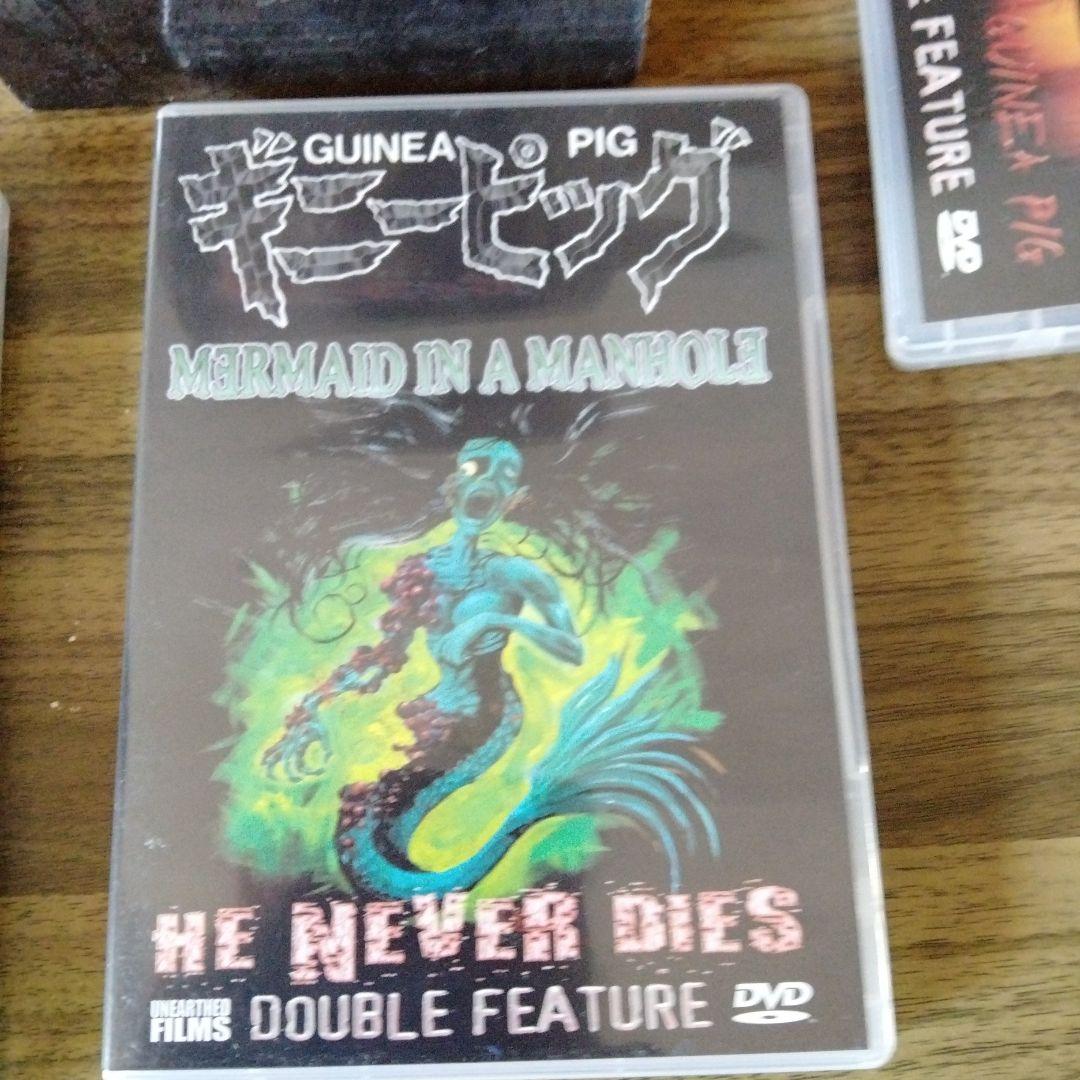 GUINEA PIG
ギニーピッグ
MERMAID IN A MANHOLE
HE NEVER DIES
UNEARTHED
FILMS
DOUBLE FEATURE
DVD
E FEATURE DVD
GUINEA PIG